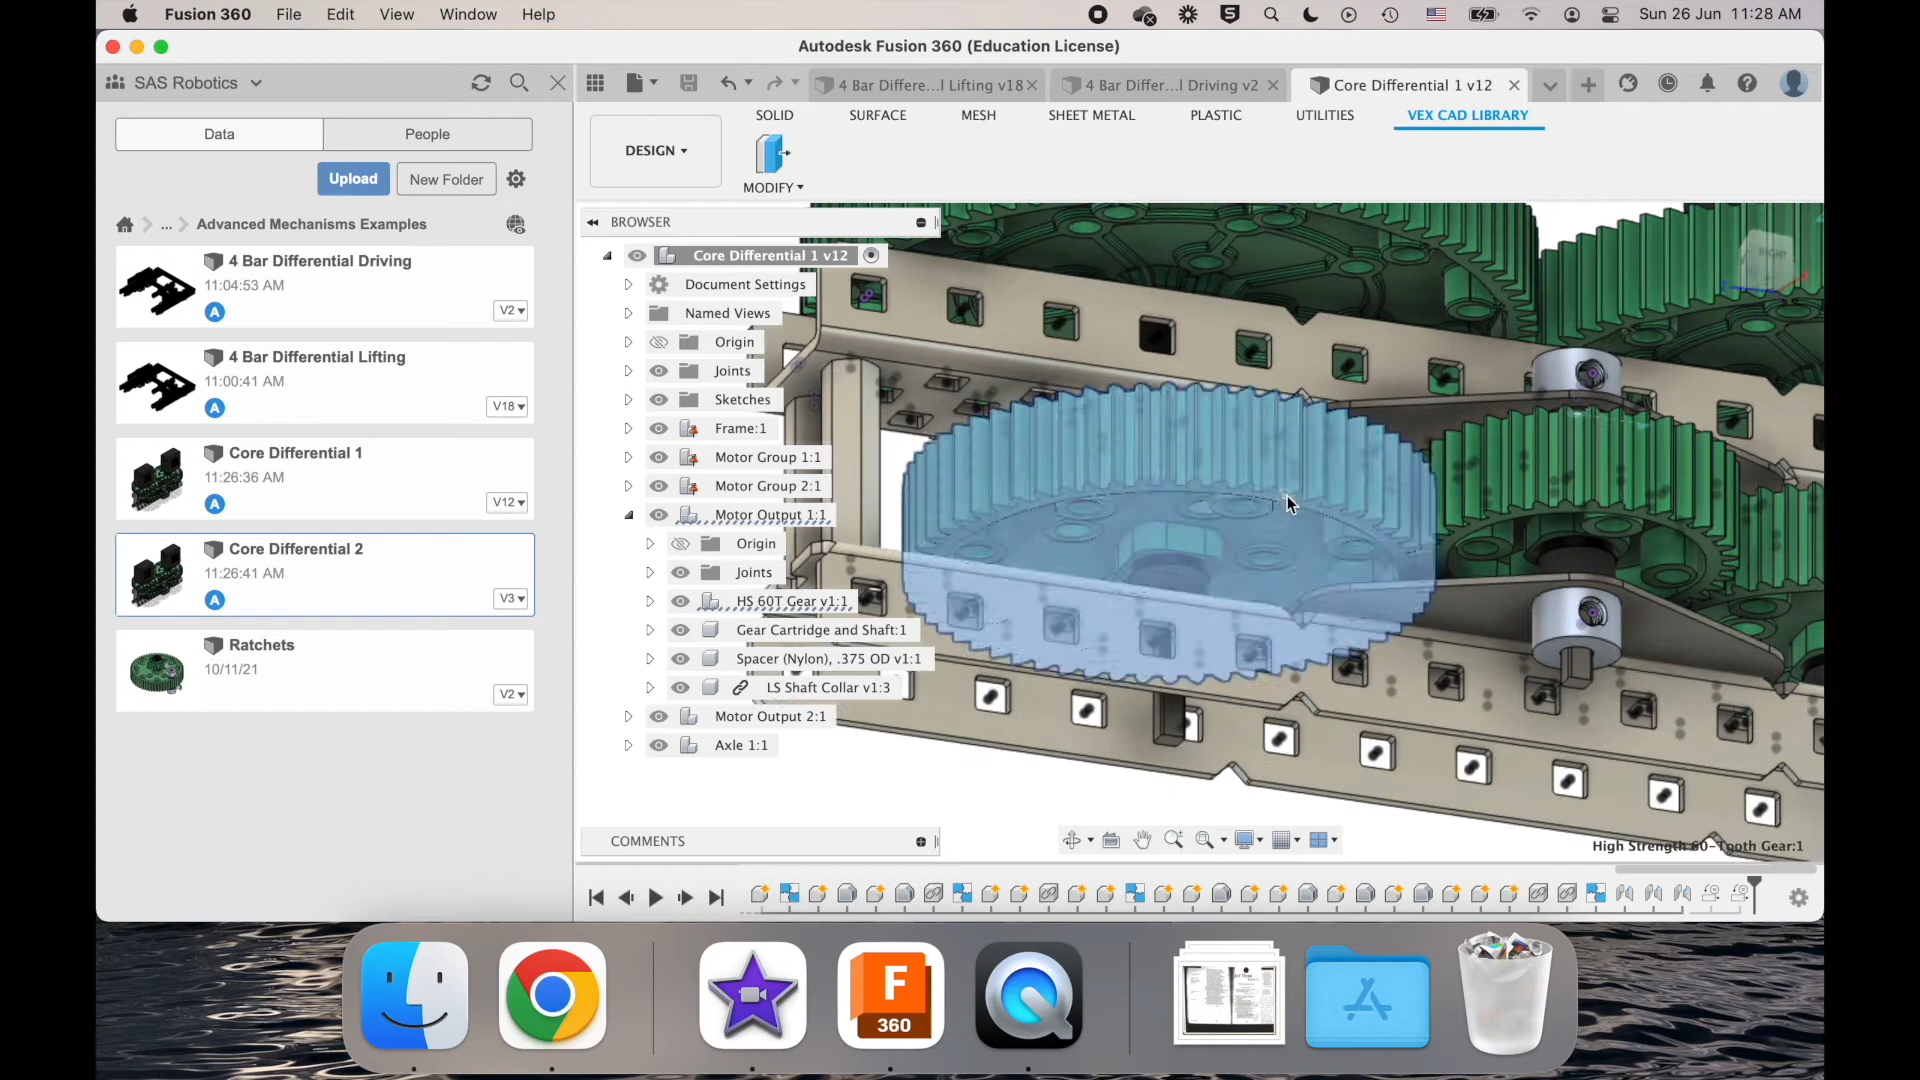 Fusion 360 File Edit View Window Help S Sun 26 Jun 11:28 AM
Autodesk Fusion 360 (Education License)
SAS Robotics 4 Bar Differe...l Lifting v18 4 Bar Differ...l Driving v2 Core Differential 1 v12
SOLID SURFACE MESH SHEET METAL PLASTIC UTILITIES VEX CAD LIBRARY
Data People
DESIGN
Upload New Folder
MODIFY
... Advanced Mechanisms Examples
BROWSER
4 Bar Differential Driving
11:04:53 AM
A
V2
4 Bar Differential Lifting
11:00:41 AM
A
V18
Core Differential 1
11:26:36 AM
A
V12
Core Differential 2
11:26:41 AM
A
V3
Ratchets
10/11/21
V2
Core Differential 1 v12
Document Settings
Named Views
Origin
Joints
Sketches
Frame:1
Motor Group 1:1
Motor Group 2:1
Motor Output 1:1
Origin
Joints
HS 60T Gear v1:1
Gear Cartridge and Shaft:1
Spacer (Nylon), .375 OD v1:1
LS Shaft Collar v1:3
Motor Output 2:1
Axle 1:1
RIGHT
COMMENTS
High Strength 60-Tooth Gear:1
F
360